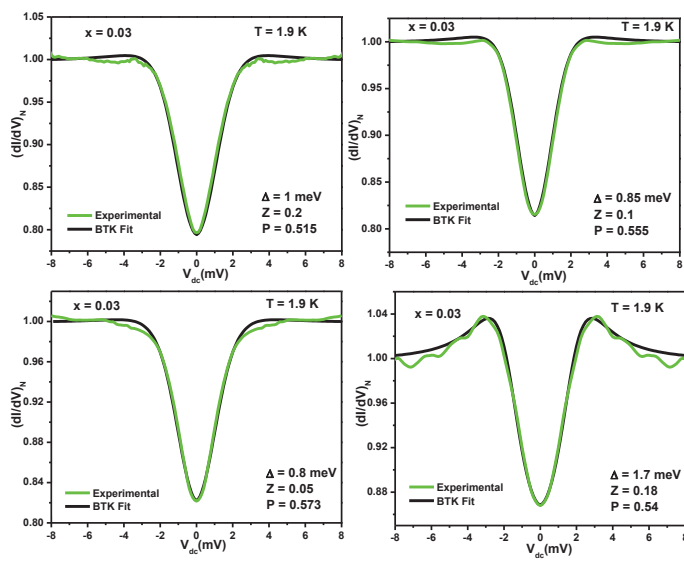 x = 0.03 T = 1.9 K
1.05
1.00
0.95
0.90
0.85
0.80
(dI/dV)N
Experimental
BTK Fit
Δ = 1 meV
Z = 0.2
P = 0.515
-8 -6 -4 -2 0 2 4 6 8
Vdc(mV)
x = 0.03 T = 1.9 K
1.00
0.95
0.90
0.85
0.80
(dI/dV)N
Experimental
BTK Fit
Δ = 0.85 meV
Z = 0.1
P = 0.555
-8 -6 -4 -2 0 2 4 6 8
Vdc(mV)
x = 0.03 T = 1.9 K
1.00
0.96
0.92
0.88
0.84
0.80
(dI/dV)N
Experimental
BTK Fit
Δ = 0.8 meV
Z = 0.05
P = 0.573
-8 -6 -4 -2 0 2 4 6 8
Vdc(mV)
x = 0.03 T = 1.9 K
1.04
1.00
0.96
0.92
0.88
(dI/dV)N
Experimental
BTK Fit
Δ = 1.7 meV
Z = 0.18
P = 0.54
-8 -6 -4 -2 0 2 4 6 8
Vdc(mV)